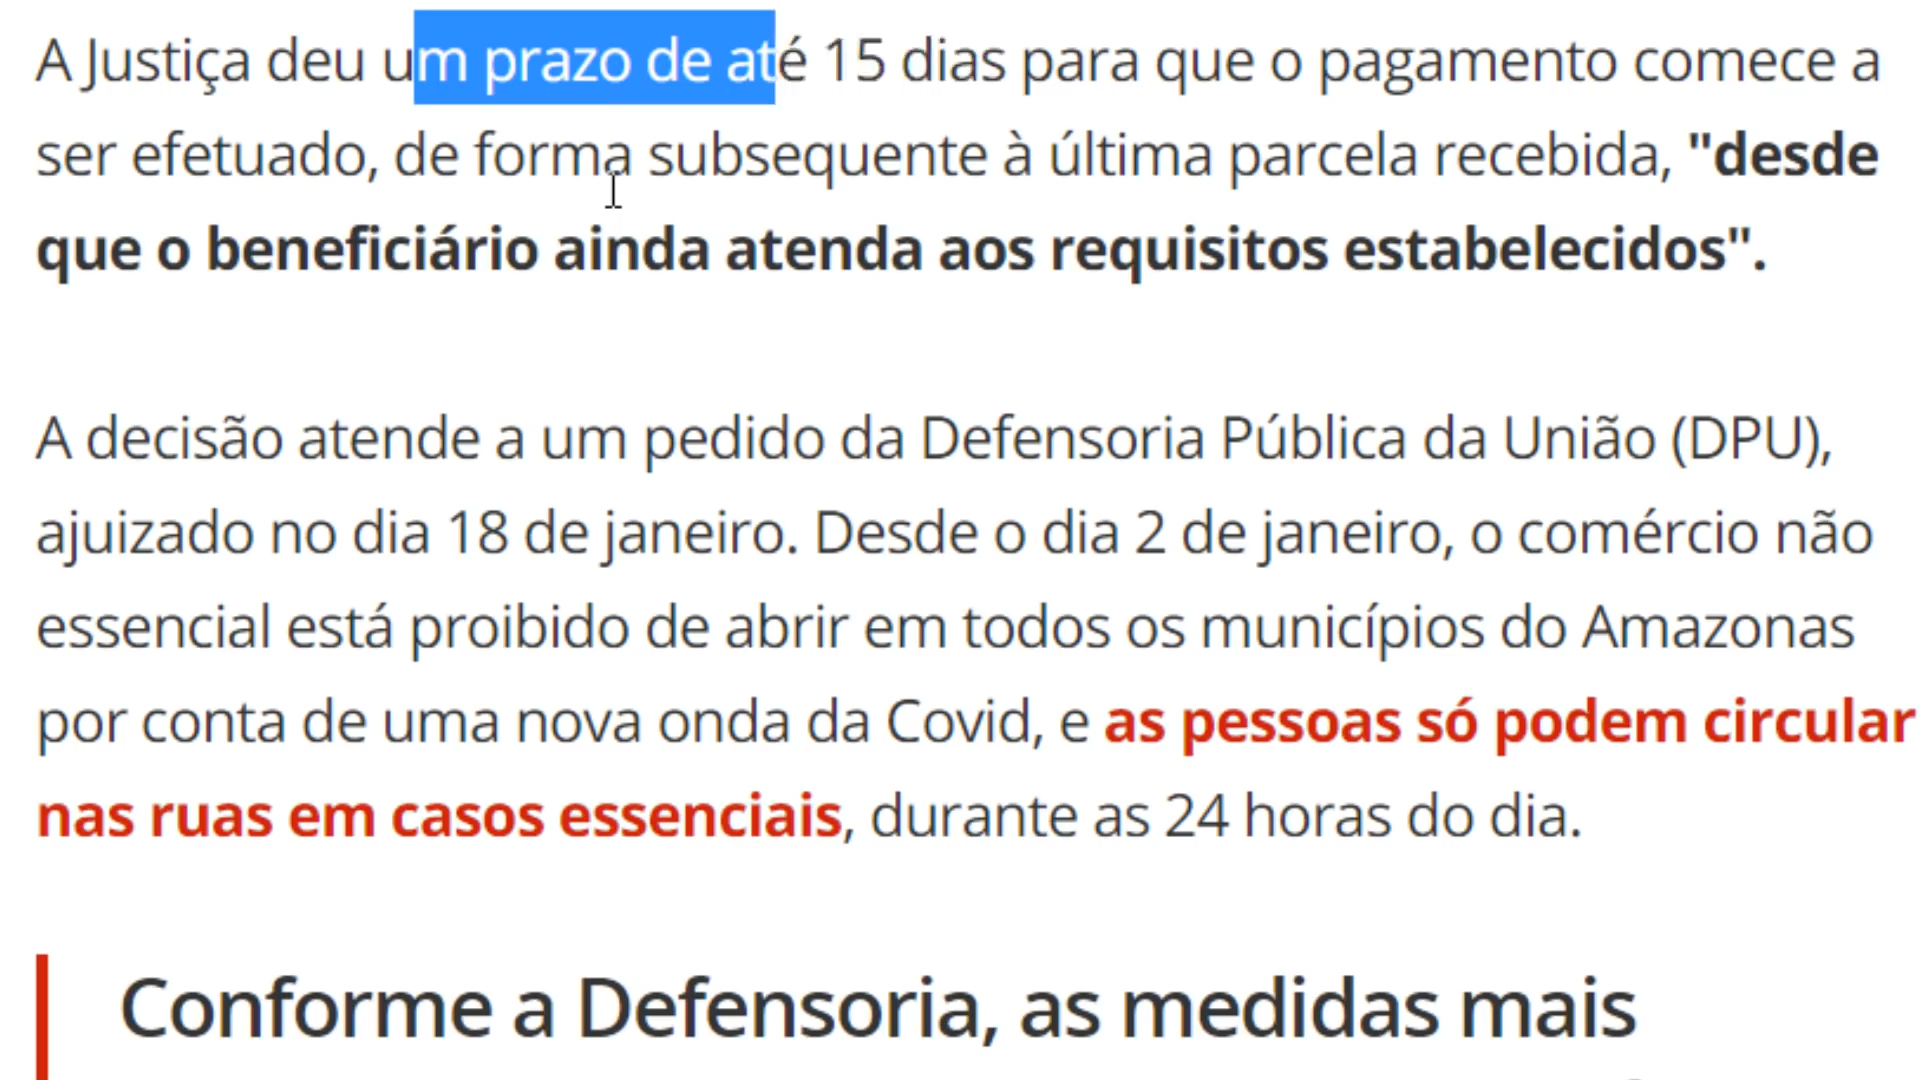 A Justiça deu um prazo de até 15 dias para que o pagamento comece a
ser efetuado, de forma subsequente à última parcela recebida, "desde
que o beneficiário ainda atenda aos requisitos estabelecidos".
A decisão atende a um pedido da Defensoria Pública da União (DPU),
ajuizado no dia 18 de janeiro. Desde o dia 2 de janeiro, o comércio não
essencial está proibido de abrir em todos os municípios do Amazonas
por conta de uma nova onda da Covid, e as pessoas só podem circular
nas ruas em casos essenciais, durante as 24 horas do dia.
Conforme a Defensoria, as medidas mais